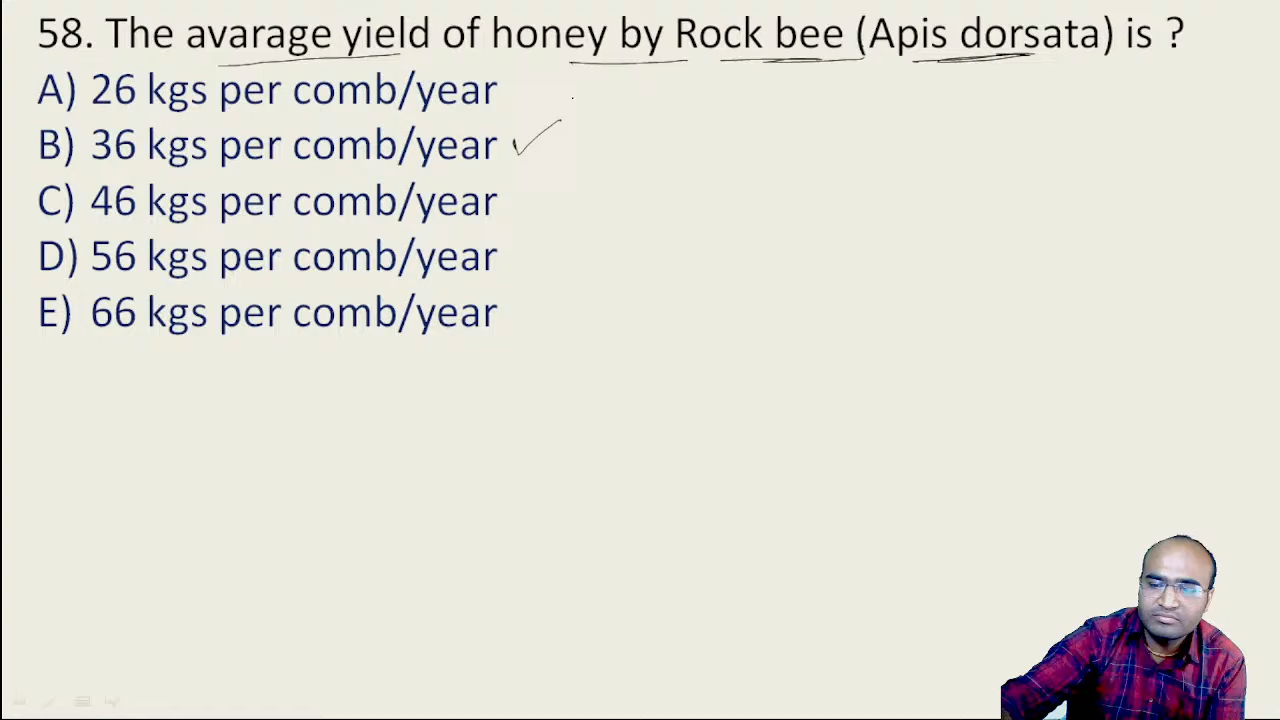 58. The avarage yield of honey by Rock bee (Apis dorsata) is ?
A) 26 kgs per comb/year
B) 36 kgs per comb/year
C) 46 kgs per comb/year
D) 56 kgs per comb/year
E) 66 kgs per comb/year